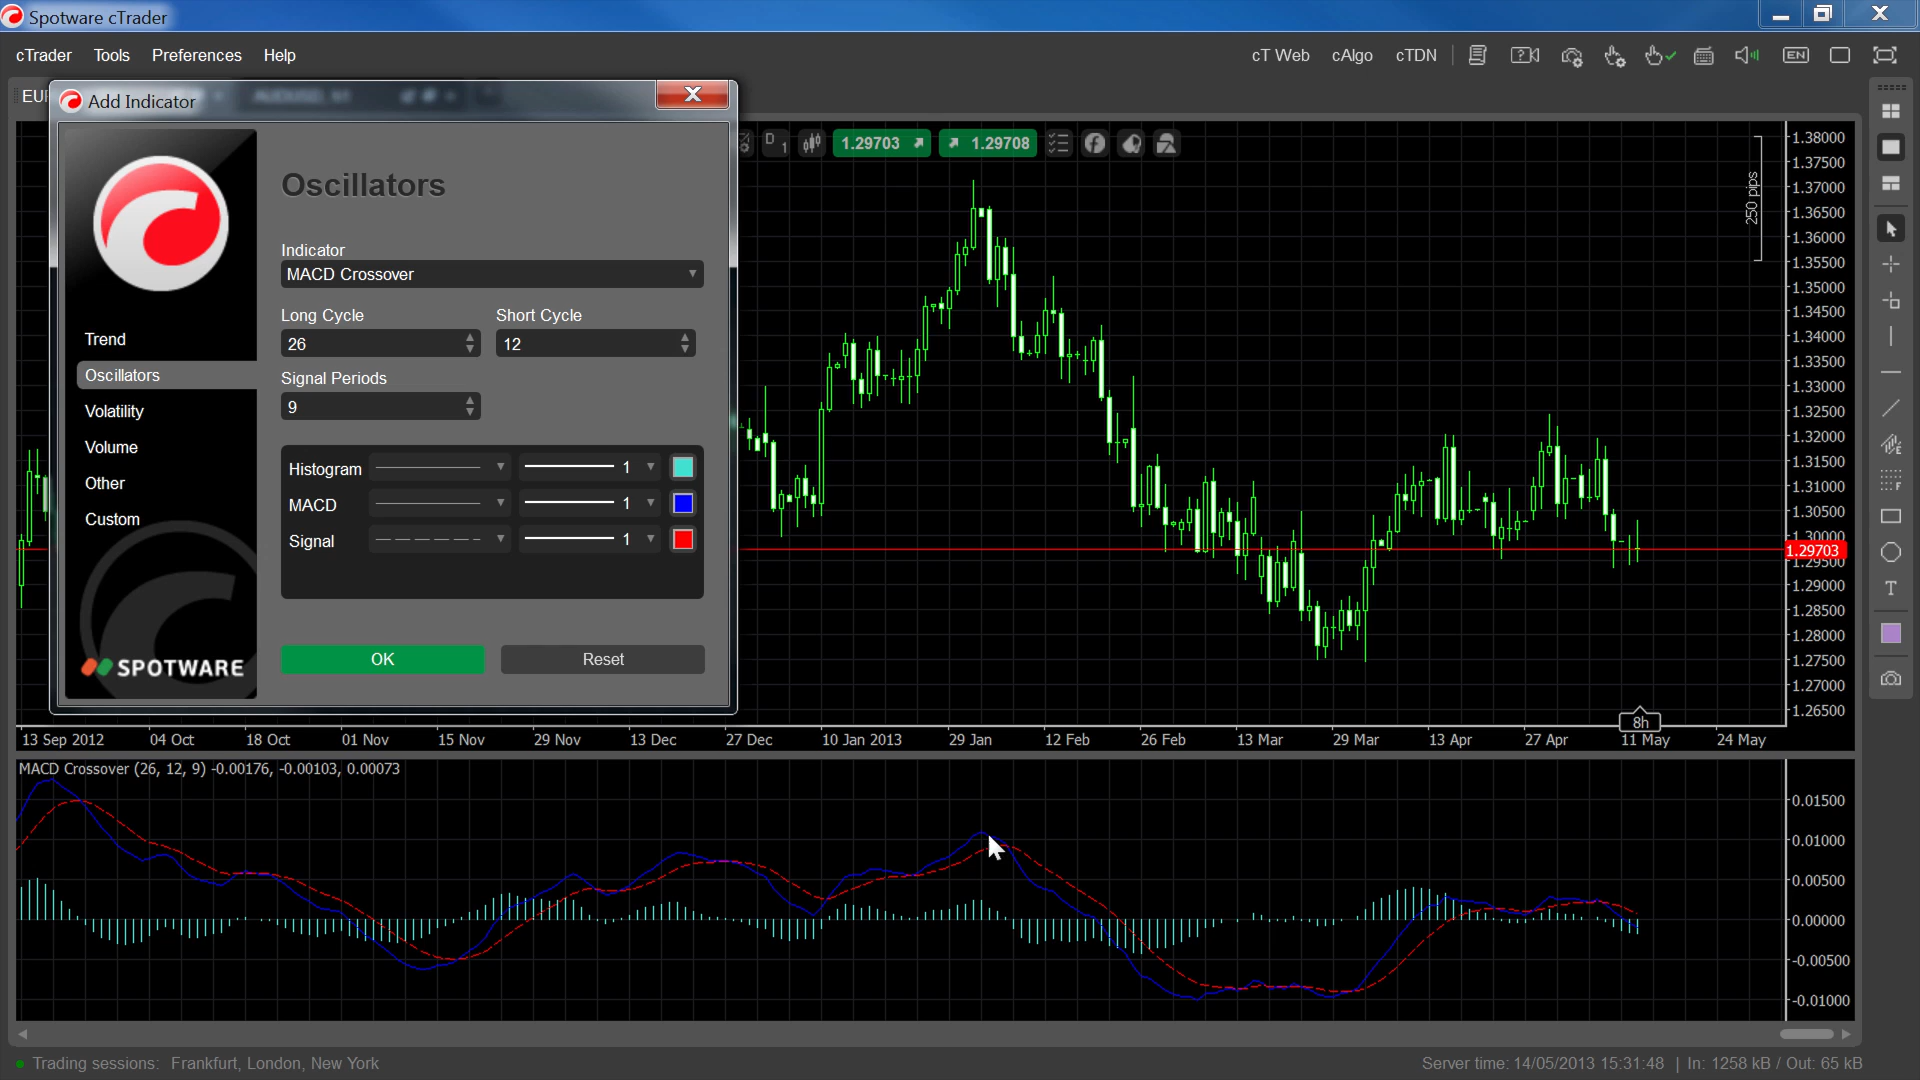 Spotware cTrader
cTrader Tools Preferences Help
cT Web cAlgo cTDN EN
EUR
Add Indicator
D 1 1.29703 1.29708
Oscillators
Indicator
MACD Crossover
Long Cycle Short Cycle
26 12
Signal Periods
9
Trend
Oscillators
Volatility
Volume
Other
Custom
Histogram 1
MACD 1
Signal 1
SPOTWARE
OK Reset
250 pips
1.38000
1.37500
1.37000
1.36500
1.36000
1.35500
1.35000
1.34500
1.34000
1.33500
1.33000
1.32500
1.32000
1.31500
1.31000
1.30500
1.30000
1.29703
1.29500
1.29000
1.28500
1.28000
1.27500
1.27000
1.26500
F
T
8h
13 Sep 2012 04 Oct 18 Oct 01 Nov 15 Nov 29 Nov 13 Dec 27 Dec 10 Jan 2013 29 Jan 12 Feb 26 Feb 13 Mar 29 Mar 13 Apr 27 Apr 11 May 24 May
MACD Crossover (26, 12, 9) -0.00176, -0.00103, 0.00073
0.01500
0.01000
0.00500
0.00000
-0.00500
-0.01000
Trading sessions: Frankfurt, London, New York
Server time: 14/05/2013 15:31:48 | In: 1258 kB / Out: 65 kB